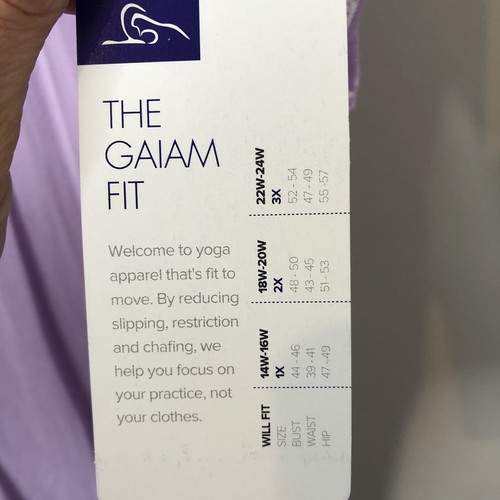 THE
GAIAM
FIT
Welcome to yoga
apparel that's fit to
move. By reducing
slipping, restriction
and chafing, we
help you focus on
your practice, not
your clothes.
WILL FIT 14W-16W 18W-20W 22W-24W
SIZE 1X 2X 3X
BUST 44 - 46 48 - 50 52 - 54
WAIST 39 - 41 43 - 45 47 - 49
HIP 47 - 49 51 - 53 55 -57